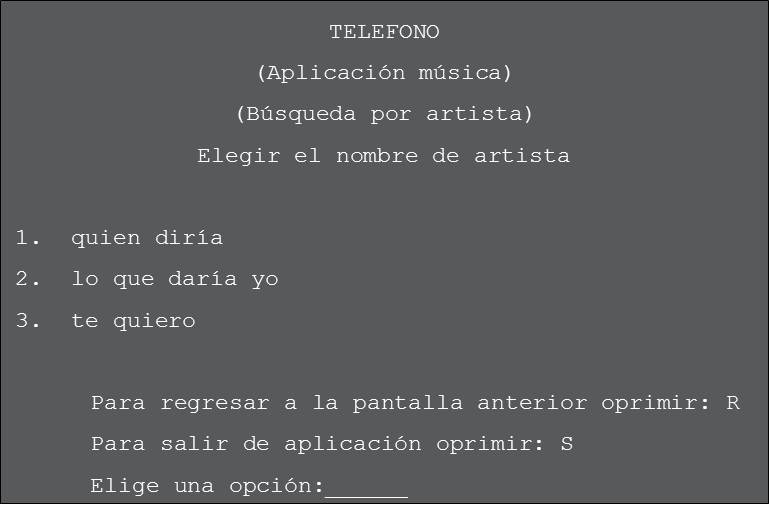 TELEFONO
(Aplicación música)
(Búsqueda por artista)
Elegir el nombre de artista
1. quien diría
2. lo que daría yo
3. te quiero
Para regresar a la pantalla anterior oprimir: R
Para salir de aplicación oprimir: S
Elige una opción:______